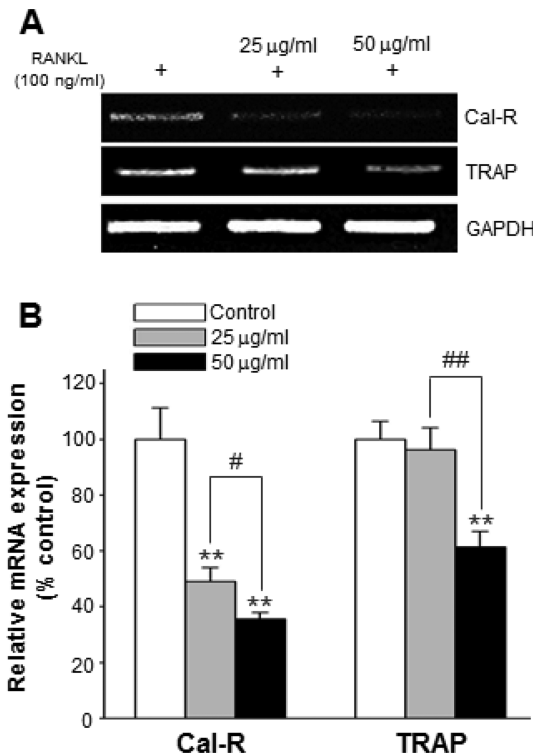 A
RANKL
(100 ng/ml)
25 μg/ml
50 μg/ml
+ + +
Cal-R
TRAP
GAPDH
B
Control
25 μg/ml
50 μg/ml
Relative mRNA expression
(% control)
120
100
80
60
40
20
0
#
##
**
**
**
Cal-R TRAP